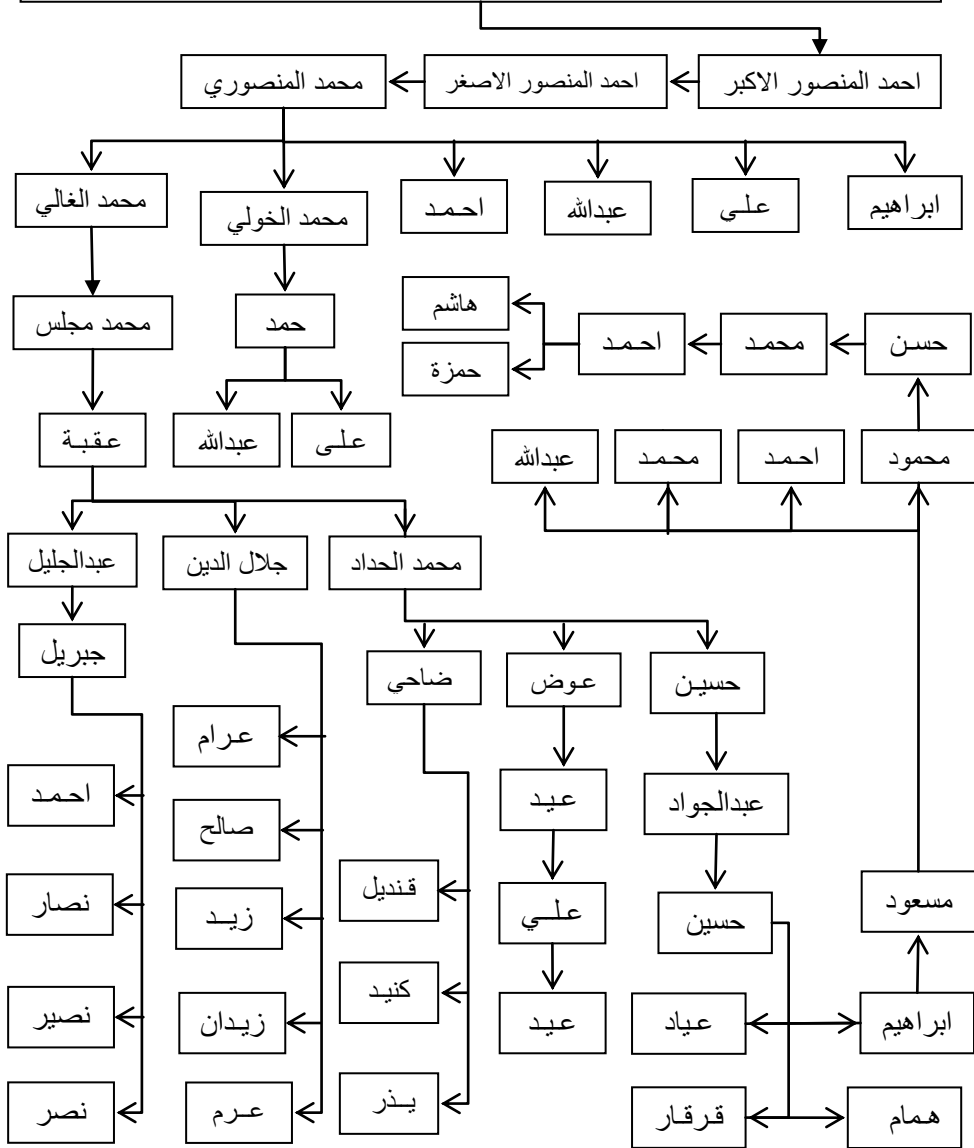 احمد المنصور الاكبر
احمد المنصور الاصغر
محمد المنصوري
ابراهيم
علي
عبدالله
احمد
محمد الخولي
محمد الغالي
هاشم
حسن
محمد
احمد
حمد
محمد مجلس
حمزة
محمود
احمد
محمد
عبدالله
على
عبدالله
عقبة
محمد الحداد
جلال الدين
عبدالجليل
حسين
عوض
ضاحي
جبريل
عرام
عبدالجواد
عيد
احمد
صالح
مسعود
حسين
علي
قنديل
زيد
نصار
ابراهيم
عياد
عيد
كنيد
زيدان
نصير
همام
قرقار
يذر
عرم
نصر